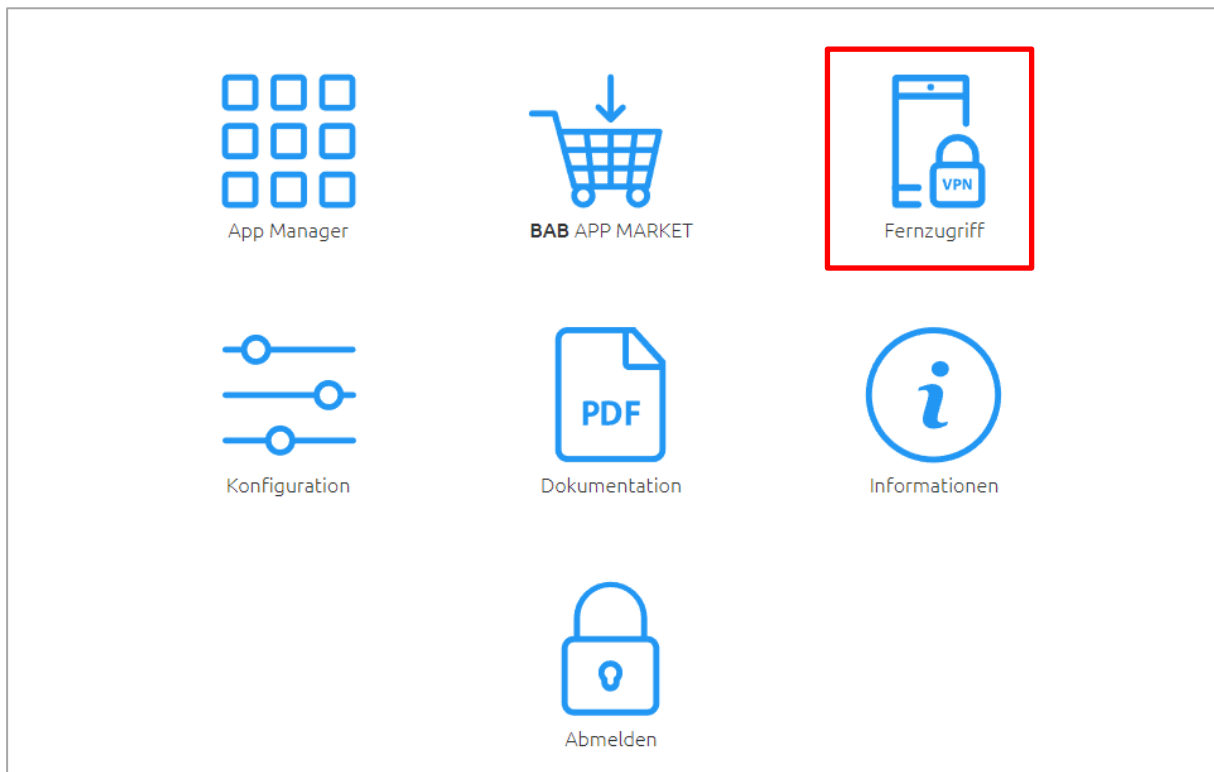 VPN
App Manager
BAB APP MARKET
Fernzugriff
PDF
i
Konfiguration
Dokumentation
Informationen
Abmelden